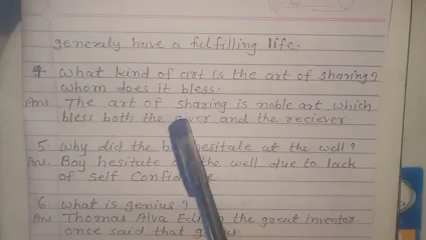 generely have a fulfilling life.
4. What kind of art is the art of sharing?
whom does it bless.
Ans The art of sharing is noble art which
bless both the giver and the reciever
5 why did the hesitate at the well?
Ans. Boy hesitate the well due to lack
of self
6 what is genius?
Ans Thomas Alva the great inventor
once said that